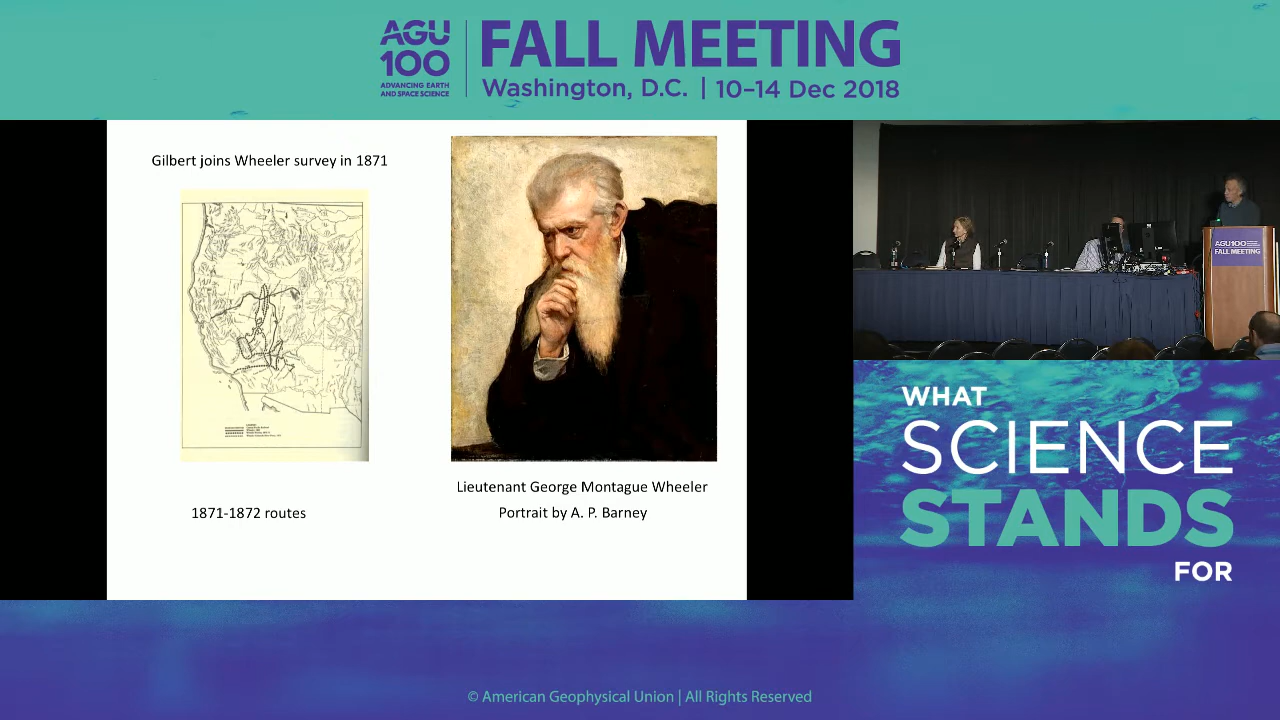 AGU
100
ADVANCING EARTH
AND SPACE SCIENCE
FALL MEETING
Washington, D.C. | 10–14 Dec 2018
Gilbert joins Wheeler survey in 1871
1871-1872 routes
Lieutenant George Montague Wheeler
Portrait by A. P. Barney
AGU100
FALL MEETING
WHAT
SCIENCE
STANDS
FOR
© American Geophysical Union | All Rights Reserved